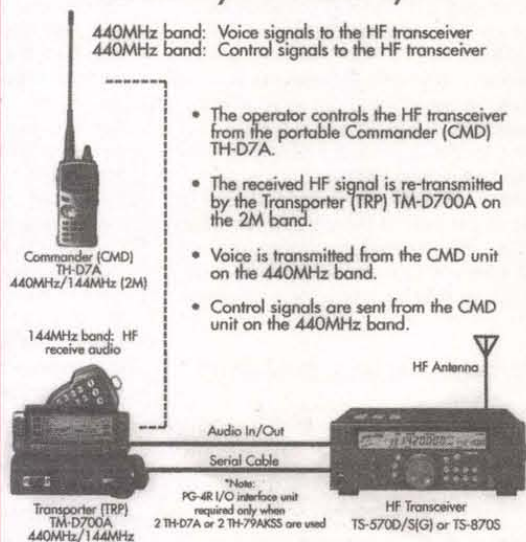 440MHz band: Voice signals to the HF transceiver
440MHz band: Control signals to the HF transceiver
• The operator controls the HF transceiver
from the portable Commander (CMD)
TH-D7A.
• The received HF signal is re-transmitted
by the Transporter (TRP) TM-D700A on
the 2M band.
• Voice is transmitted from the CMD unit
on the 440MHz band.
• Control signals are sent from the CMD
unit on the 440MHz band.
Commander (CMD)
TH-D7A
440MHz/144MHz (2M)
144MHz band: HF
receive audio
HF Antenna
Audio In/Out
Serial Cable
*Note:
PG-4R I/O interface unit
required only when
2 TH-D7A or 2 TH-79AKSS are used
Transporter (TRP)
TM-D700A
440MHz/144MHz
HF Transceiver
TS-570D/S(G) or TS-870S